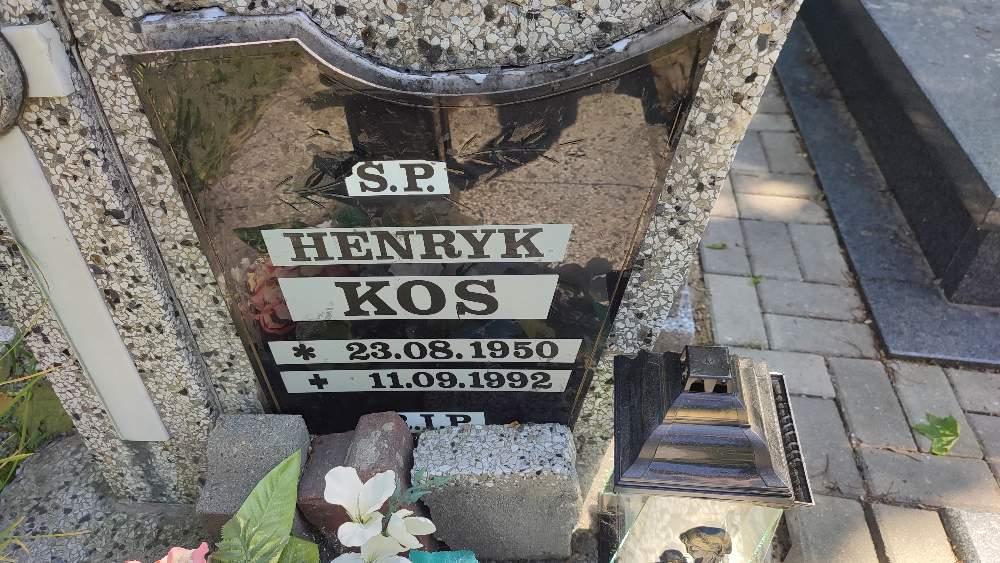 Ś.P.
HENRYK
KOS
* 23.08.1950
+ 11.09.1992
R.I.P.